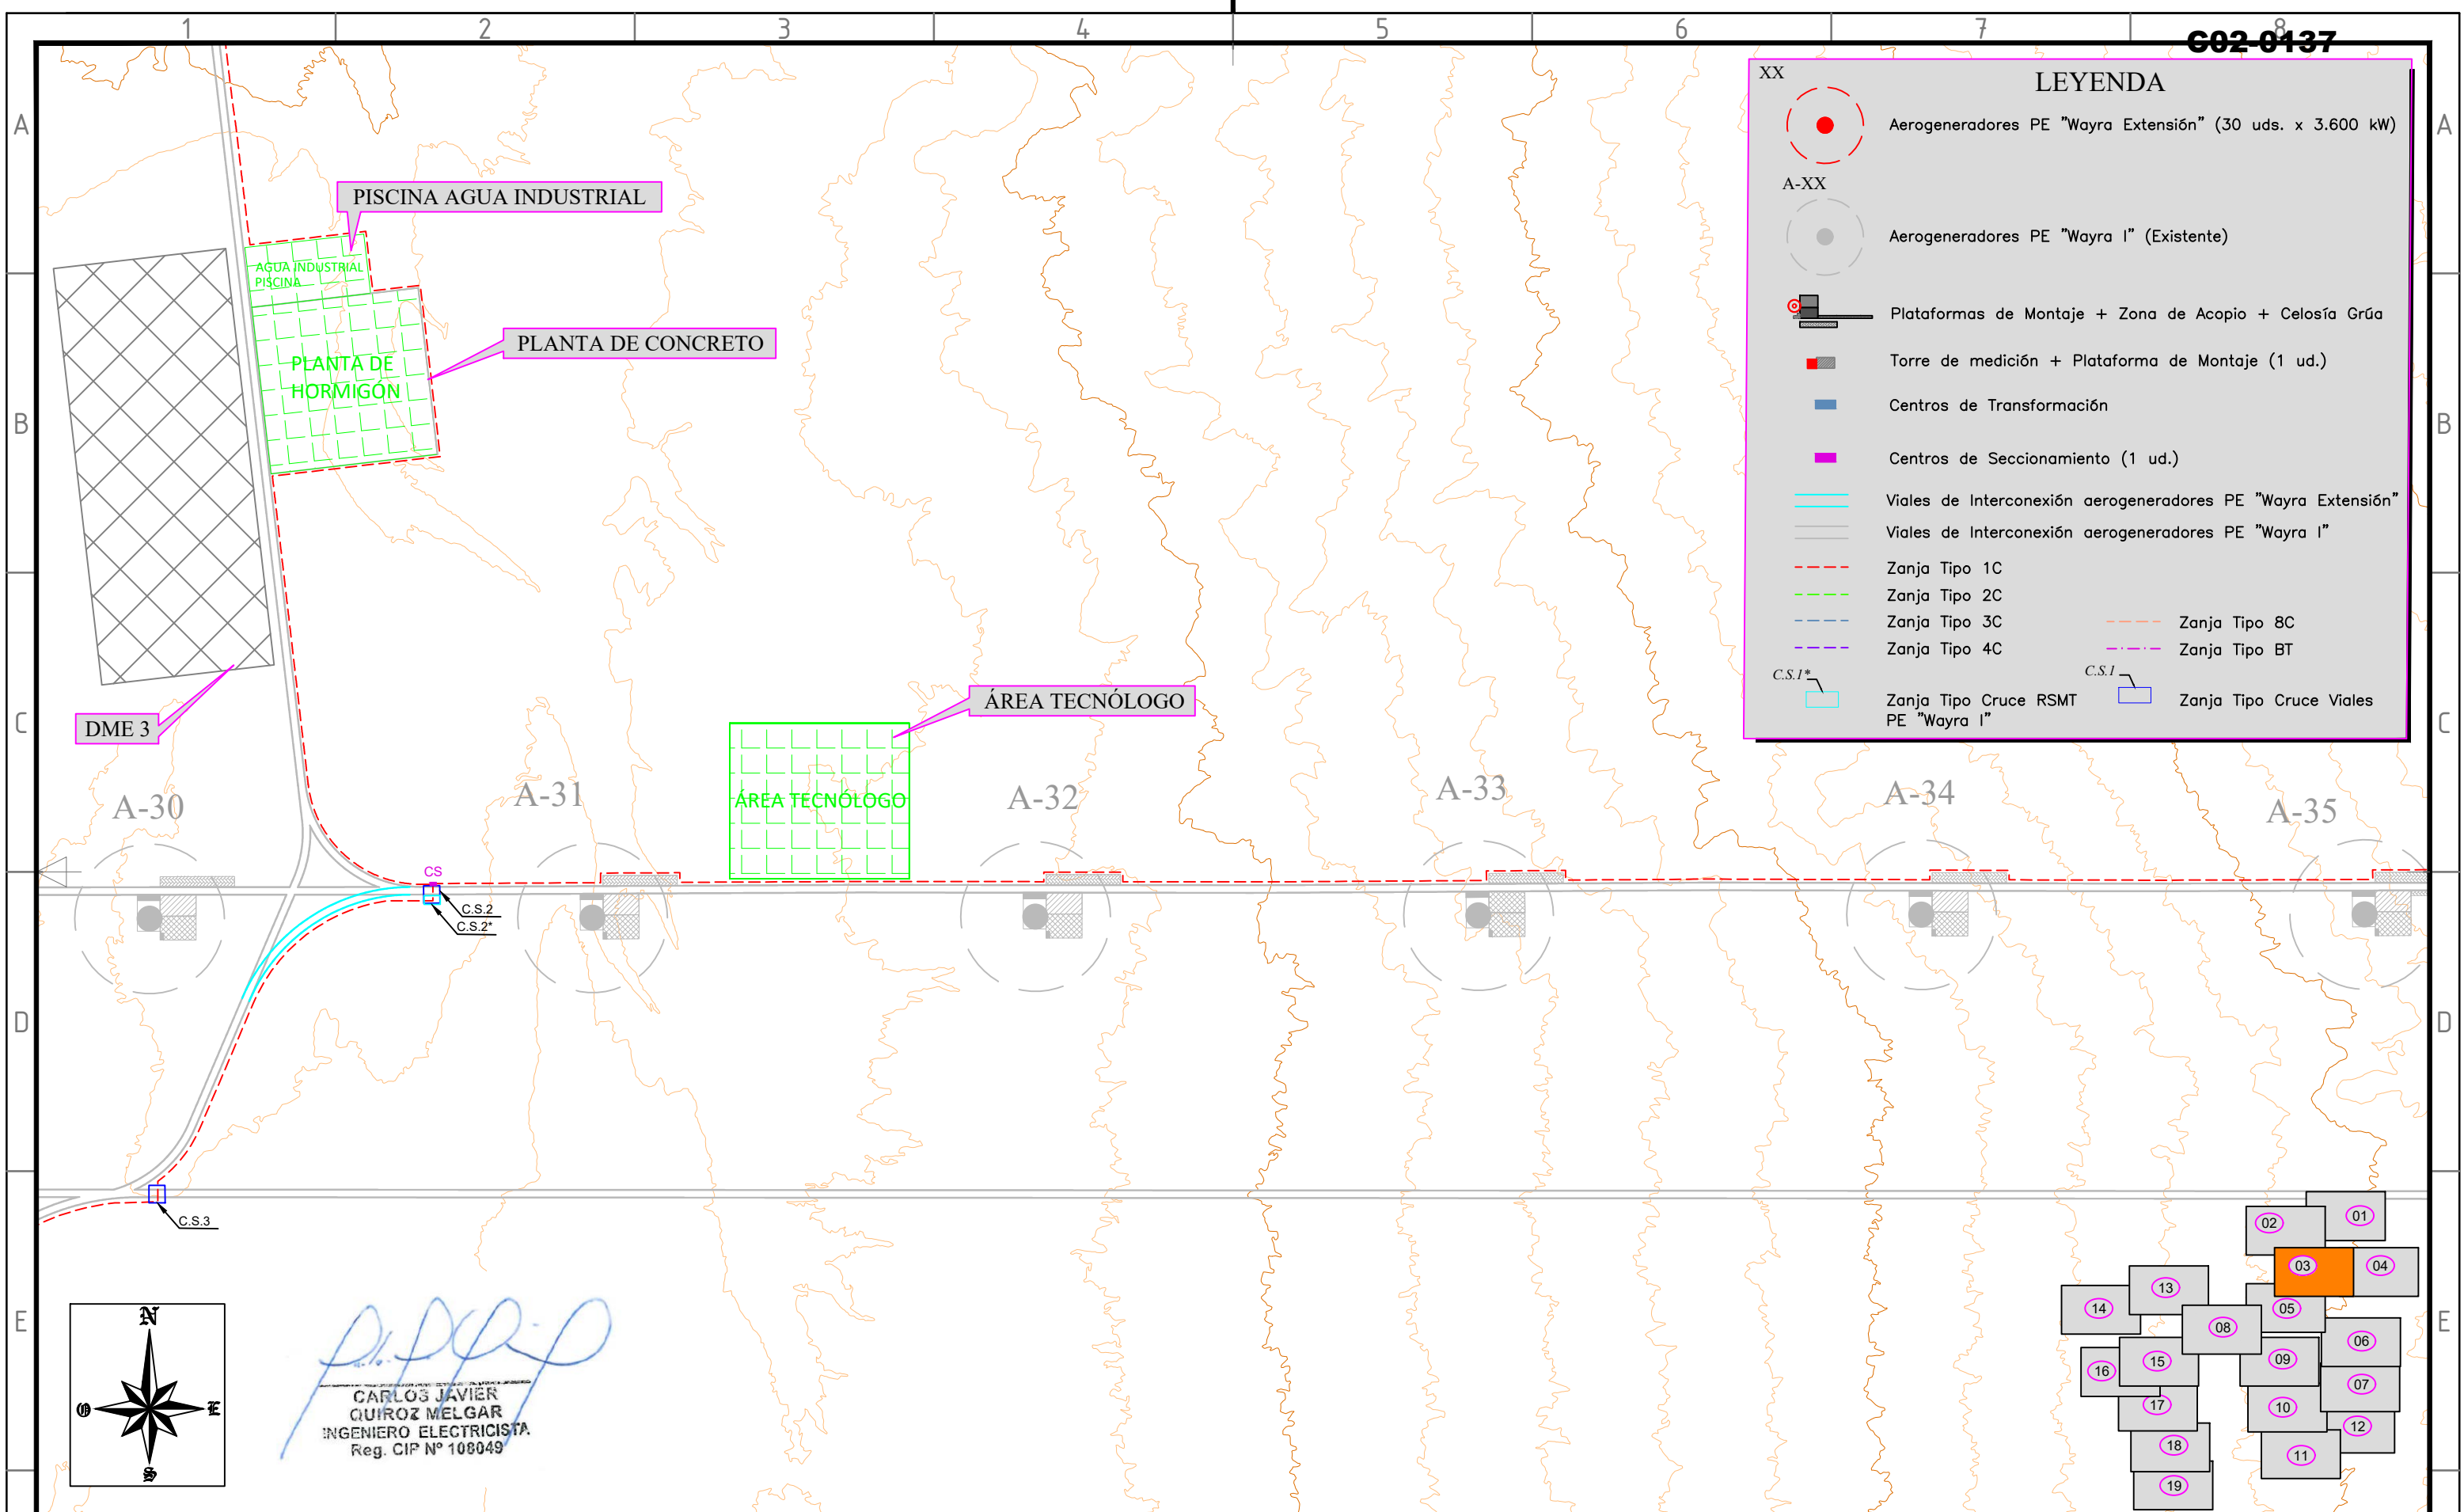 1 2 3 4 5 6 7 8
C02-0137
A A
B B
C C
D D
E E
XX
LEYENDA
Aerogeneradores PE "Wayra Extensión" (30 uds. x 3.600 kW)
A-XX
Aerogeneradores PE "Wayra I" (Existente)
Plataformas de Montaje + Zona de Acopio + Celosía Grúa
Torre de medición + Plataforma de Montaje (1 ud.)
Centros de Transformación
Centros de Seccionamiento (1 ud.)
Viales de Interconexión aerogeneradores PE "Wayra Extensión"
Viales de Interconexión aerogeneradores PE "Wayra I"
Zanja Tipo 1C
Zanja Tipo 2C
Zanja Tipo 3C
Zanja Tipo 4C
Zanja Tipo 8C
Zanja Tipo BT
C.S.1*
Zanja Tipo Cruce RSMT
PE "Wayra I"
C.S.1
Zanja Tipo Cruce Viales
PISCINA AGUA INDUSTRIAL
AGUA INDUSTRIAL
PISCINA
PLANTA DE CONCRETO
PLANTA DE
HORMIGÓN
DME 3
ÁREA TECNÓLOGO
ÁREA TECNÓLOGO
A-30
A-31
A-32
A-33
A-34
A-35
CS
C.S.2
C.S.2*
C.S.3
N
O
E
S
CARLOS JAVIER
QUIROZ MELGAR
INGENIERO ELECTRICISTA
Reg. CIP Nº 108049
01
02
03
04
05
06
07
08
09
10
11
12
13
14
15
16
17
18
19